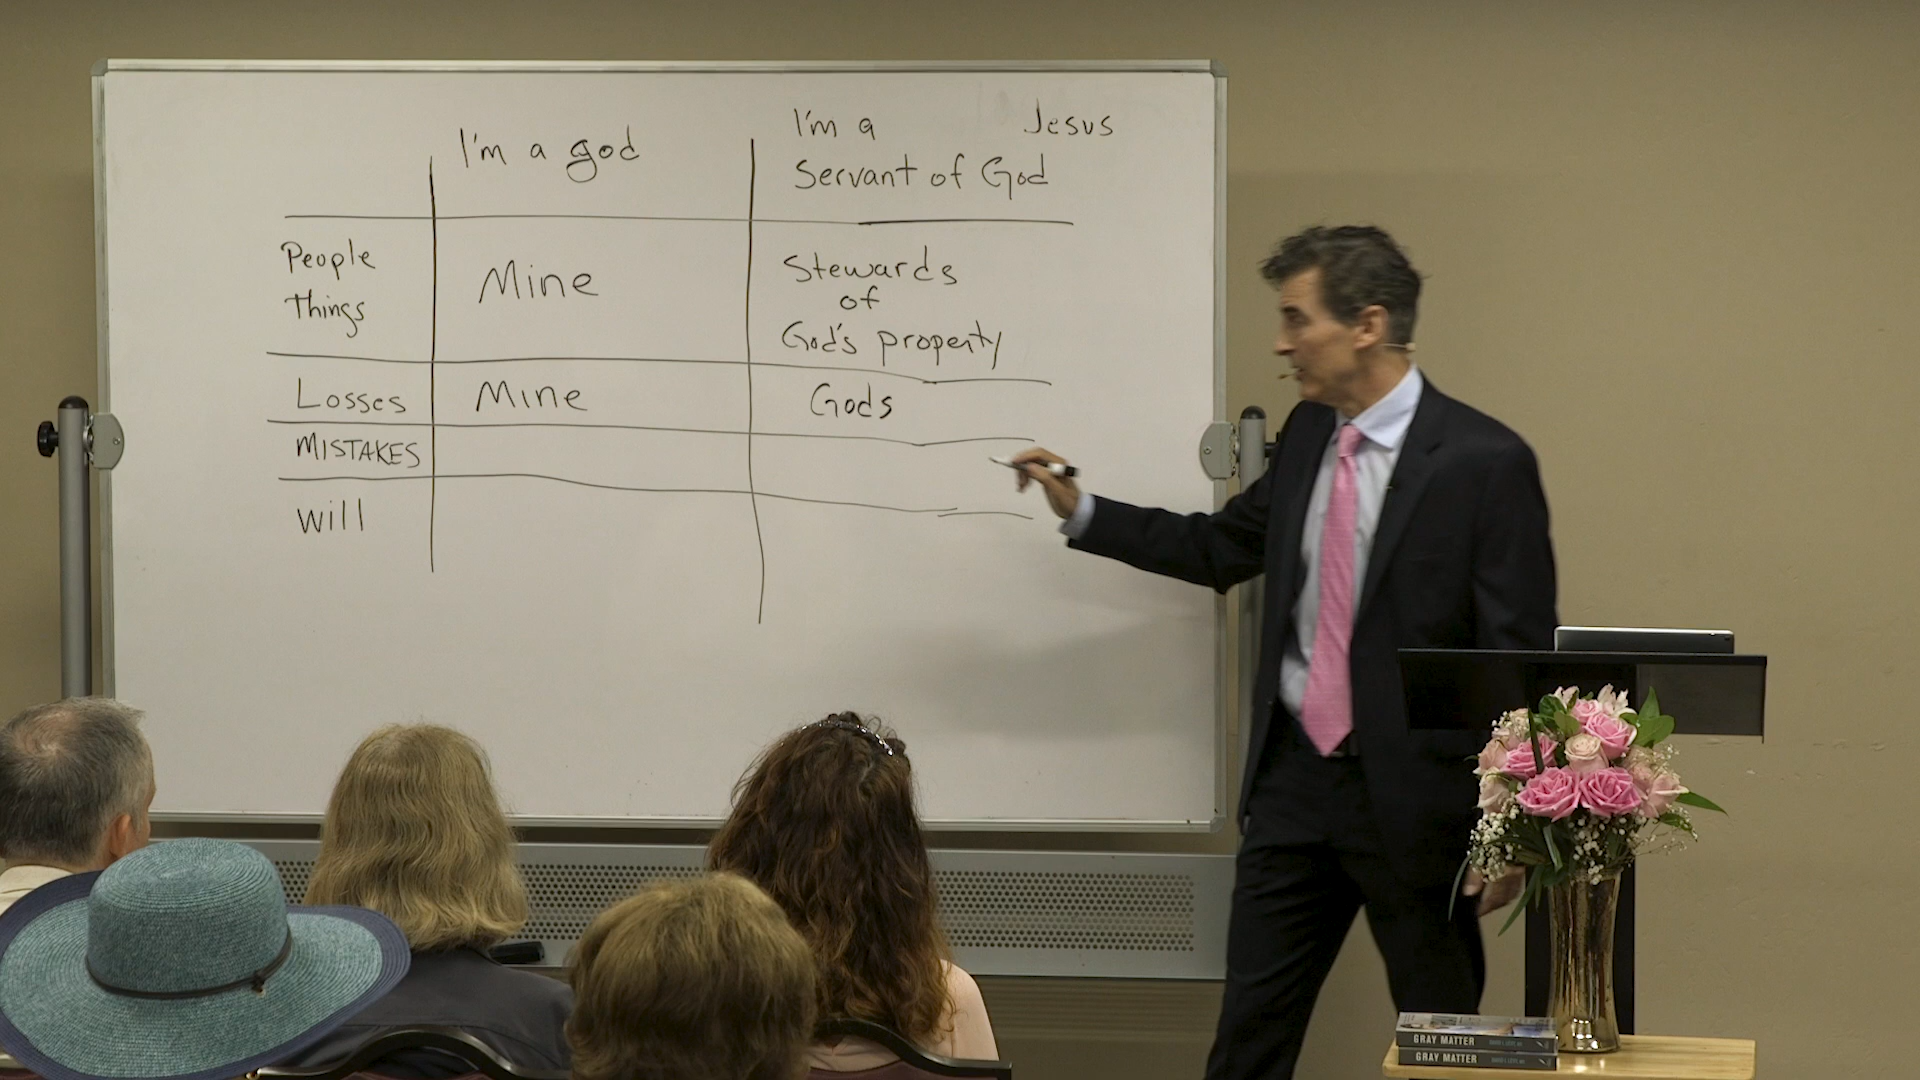 I'm a god
I'm a
Servant of God
Jesus
People
Things
Mine
Stewards
of
God's property
Losses
Mine
Gods
MISTAKES
Will
GRAY MATTER
GRAY MATTER